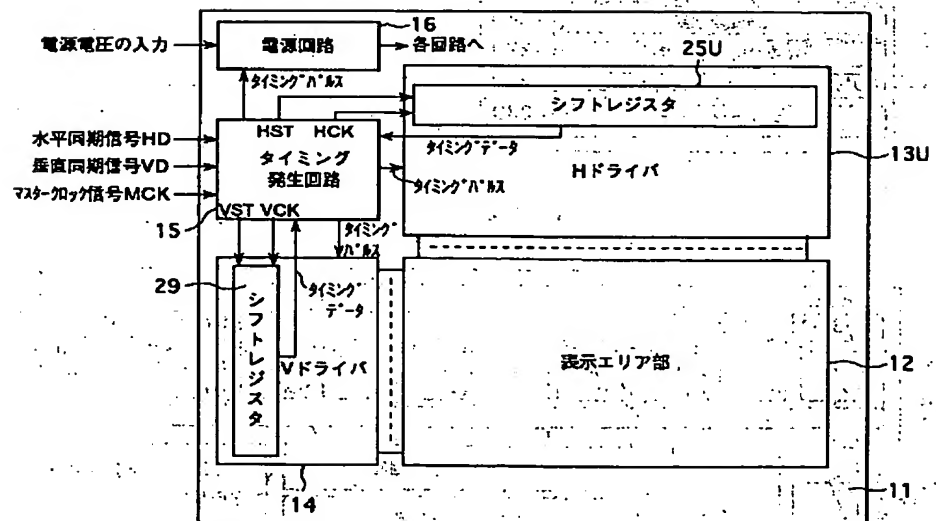 16
電源電圧の入力
電源回路
各回路へ
25U
タイミングパルス
シフトレジスタ
HST HCK
水平同期信号HD
タイミング
発生回路
タイミングデータ
13U
垂直同期信号VD
Hドライバ
タイミングパルス
マスタークロック信号MCK
VST VCK
15
タイミング
パルス
29
シフトレジスタ
タイミング
データ
Vドライバ
表示エリア部
12
14
11